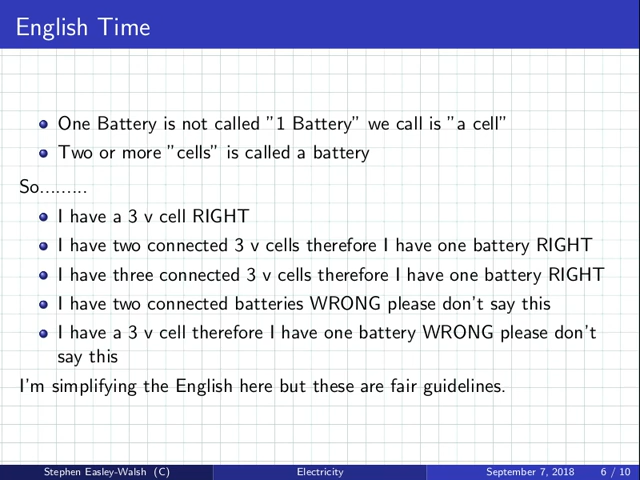 English Time
One Battery is not called ”1 Battery” we call is ”a cell”
Two or more ”cells” is called a battery
So.........
I have a 3 v cell RIGHT
I have two connected 3 v cells therefore I have one battery RIGHT
I have three connected 3 v cells therefore I have one battery RIGHT
I have two connected batteries WRONG please don’t say this
I have a 3 v cell therefore I have one battery WRONG please don’t
say this
I’m simplifying the English here but these are fair guidelines.
Stephen Easley-Walsh (C) Electricity September 7, 2018 6 / 10